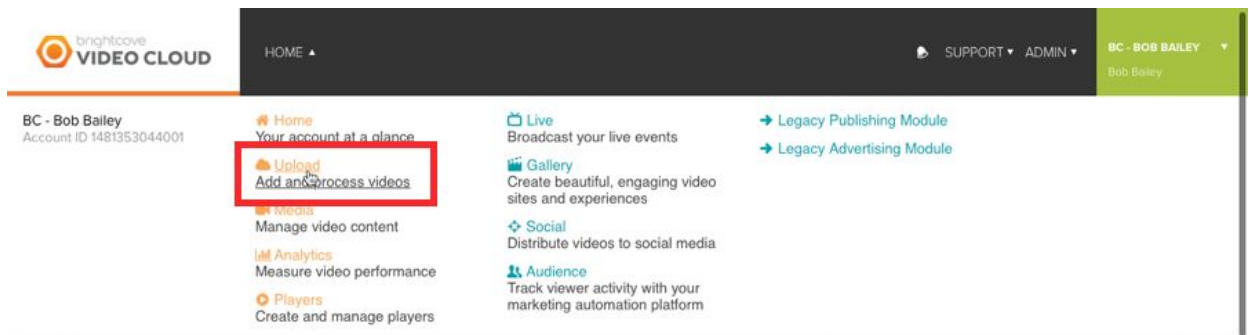 brightcove
VIDEO CLOUD
HOME
SUPPORT
ADMIN
BC - BOB BAILEY
Bob Bailey
BC - Bob Bailey
Account ID 1481353044001
Home
Your account at a glance
Upload
Add and process videos
Media
Manage video content
Analytics
Measure video performance
Players
Create and manage players
Live
Broadcast your live events
Gallery
Create beautiful, engaging video
sites and experiences
Social
Distribute videos to social media
Audience
Track viewer activity with your
marketing automation platform
Legacy Publishing Module
Legacy Advertising Module